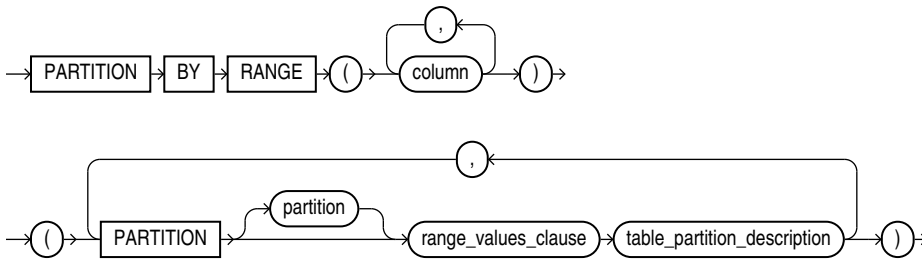 ,
PARTITION BY RANGE ( column )
,
partition
( PARTITION range_values_clause table_partition_description )